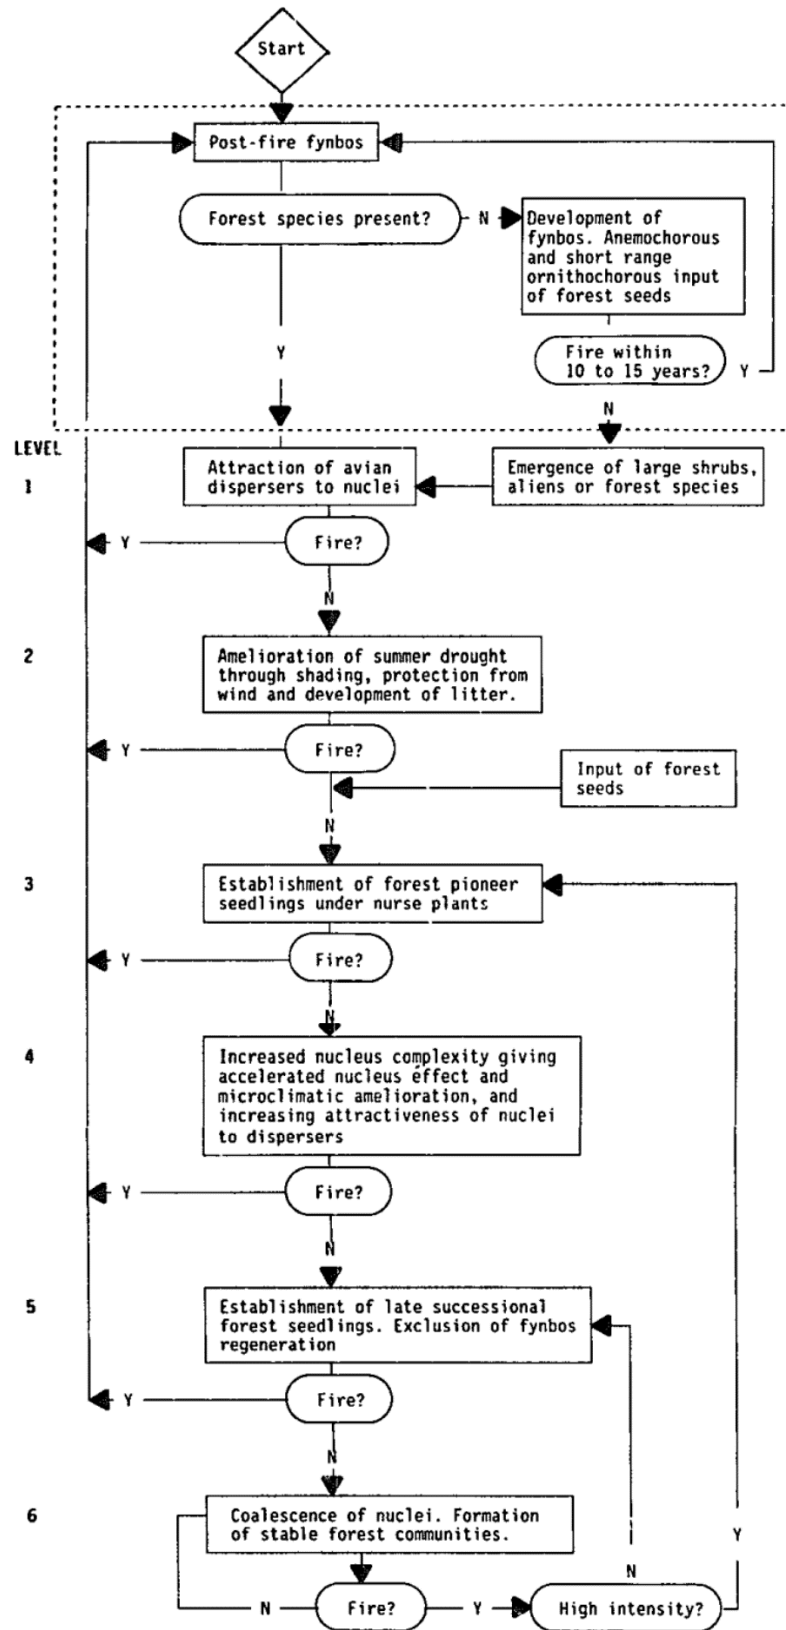 Start
Post-fire fynbos
Forest species present?
N
Development of
fynbos. Anemochorous
and short range
ornithochorous input
of forest seeds
Y
Fire within
10 to 15 years?
Y
N
LEVEL
1
Attraction of avian
dispersers to nuclei
Emergence of large shrubs,
aliens or forest species
Y
Fire?
N
2
Amelioration of summer drought
through shading, protection from
wind and development of litter.
Y
Fire?
Input of forest
seeds
N
3
Establishment of forest pioneer
seedlings under nurse plants
Y
Fire?
N
4
Increased nucleus complexity giving
accelerated nucleus effect and
microclimatic amelioration, and
increasing attractiveness of nuclei
to dispersers
Y
Fire?
N
5
Establishment of late successional
forest seedlings. Exclusion of fynbos
regeneration
Y
Fire?
N
6
Coalescence of nuclei. Formation
of stable forest communities.
Y
N
N
Fire?
Y
High intensity?